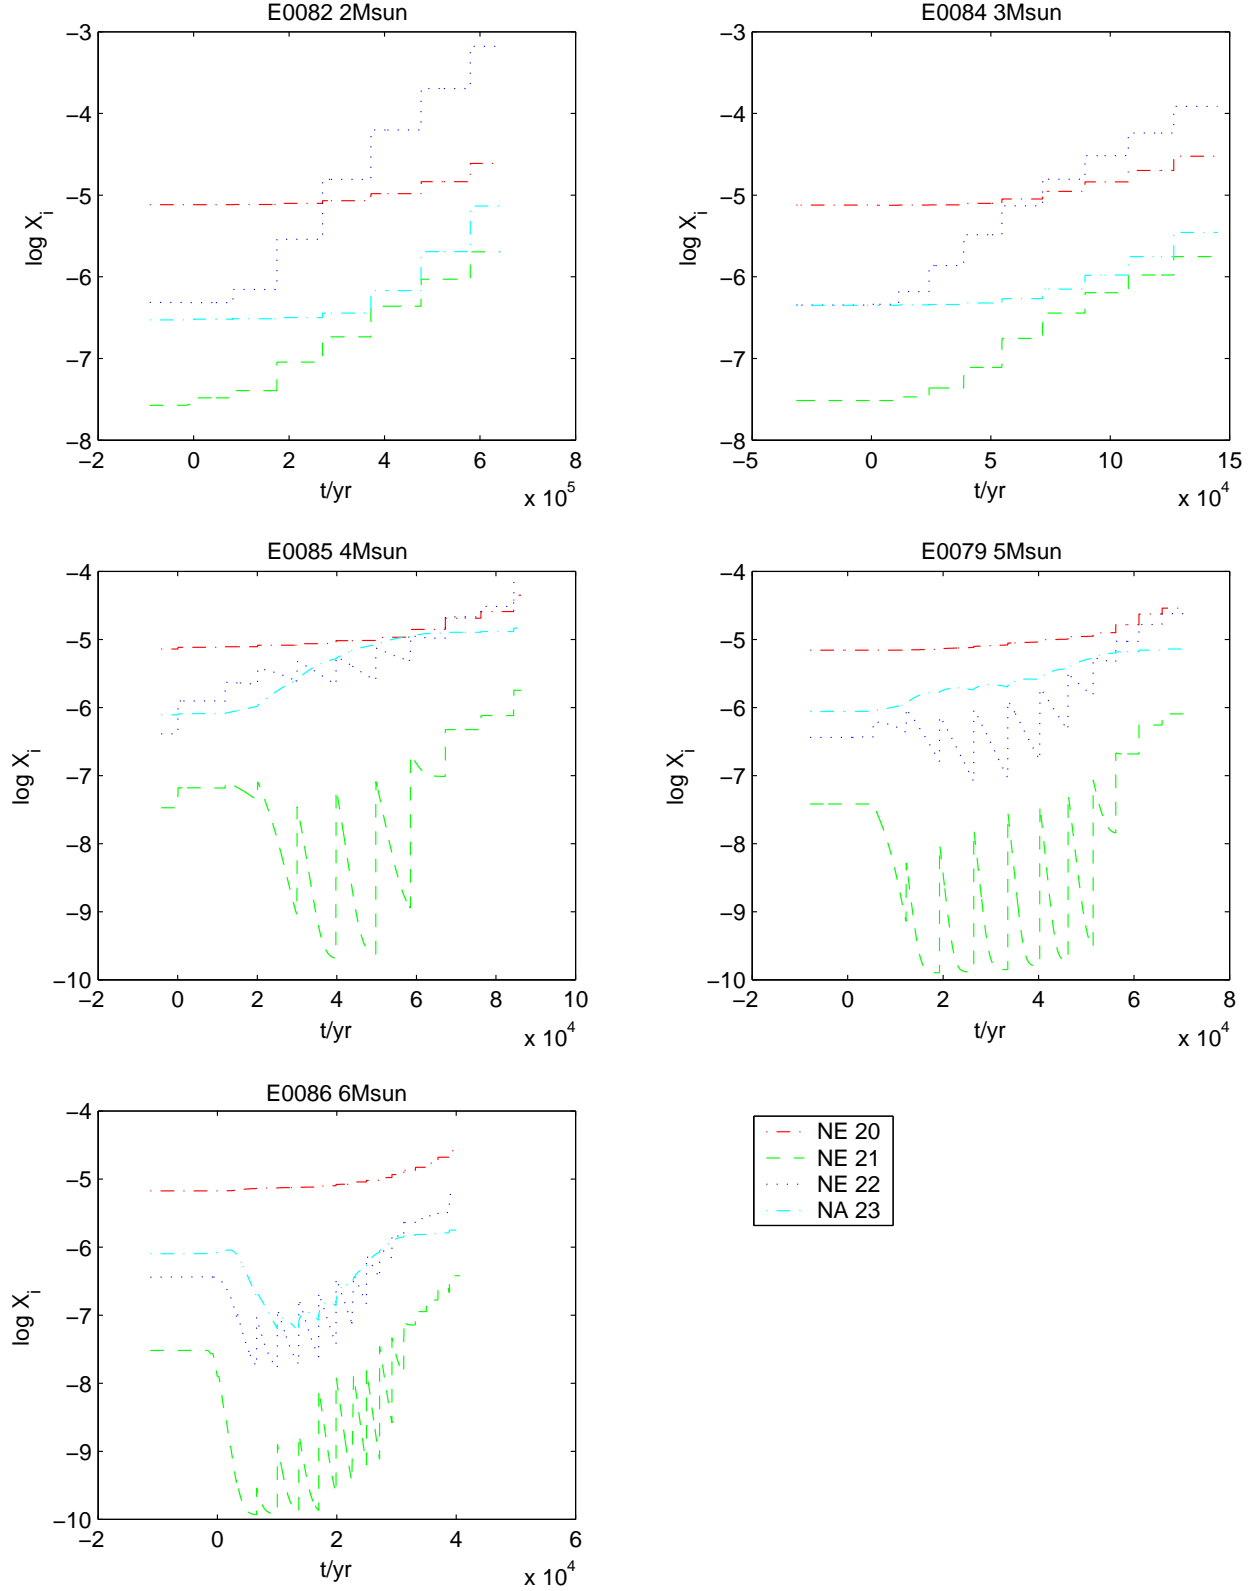 E0082 2Msun
−3
−4
−5
−6
−7
−8
log X_i
−2 0 2 4 6 8
t/yr
x 10^5
E0084 3Msun
−3
−4
−5
−6
−7
−8
log X_i
−5 0 5 10 15
t/yr
x 10^4
E0085 4Msun
−4
−5
−6
−7
−8
−9
−10
log X_i
−2 0 2 4 6 8 10
t/yr
x 10^4
E0079 5Msun
−4
−5
−6
−7
−8
−9
−10
log X_i
−2 0 2 4 6 8
t/yr
x 10^4
E0086 6Msun
−4
−5
−6
−7
−8
−9
−10
log X_i
−2 0 2 4 6
t/yr
x 10^4
NE 20
NE 21
NE 22
NA 23